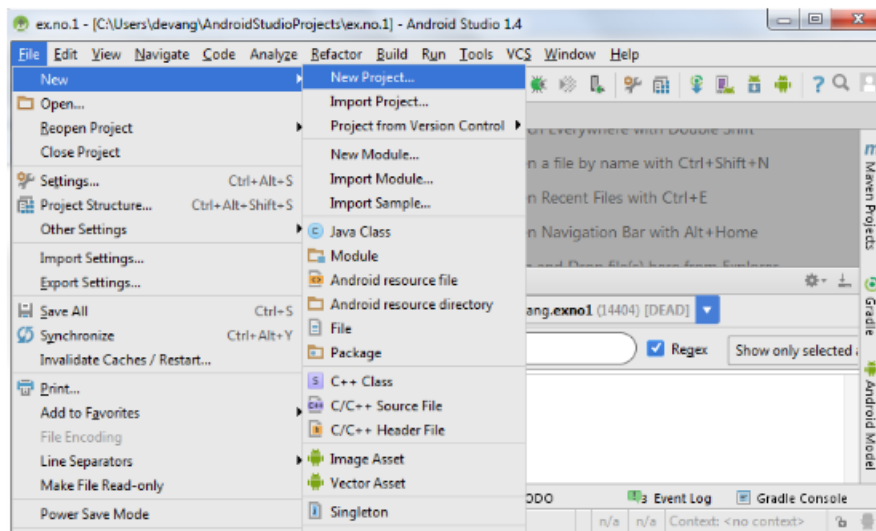 ex.no.1 - [C:\Users\devang\AndroidStudioProjects\ex.no.1] - Android Studio 1.4
File Edit View Navigate Code Analyze Refactor Build Run Tools VCS Window Help
New
Open...
Reopen Project
Close Project
Settings... Ctrl+Alt+S
Project Structure... Ctrl+Alt+Shift+S
Other Settings
Import Settings...
Export Settings...
Save All Ctrl+S
Synchronize Ctrl+Alt+Y
Invalidate Caches / Restart...
Print...
Add to Favorites
File Encoding
Line Separators
Make File Read-only
Power Save Mode
New Project...
Import Project...
Project from Version Control
New Module...
Import Module...
Import Sample...
Java Class
Module
Android resource file
Android resource directory
File
Package
C++ Class
C/C++ Source File
C/C++ Header File
Image Asset
Vector Asset
Singleton
Everywhere with Double Shift
n a file by name with Ctrl+Shift+N
n Recent Files with Ctrl+E
n Navigation Bar with Alt+Home
ang.exno1 (14404) [DEAD]
Regex Show only selected
Maven Projects
Gradle
Android Model
ODO 3 Event Log Gradle Console
n/a n/a Context: <no context>